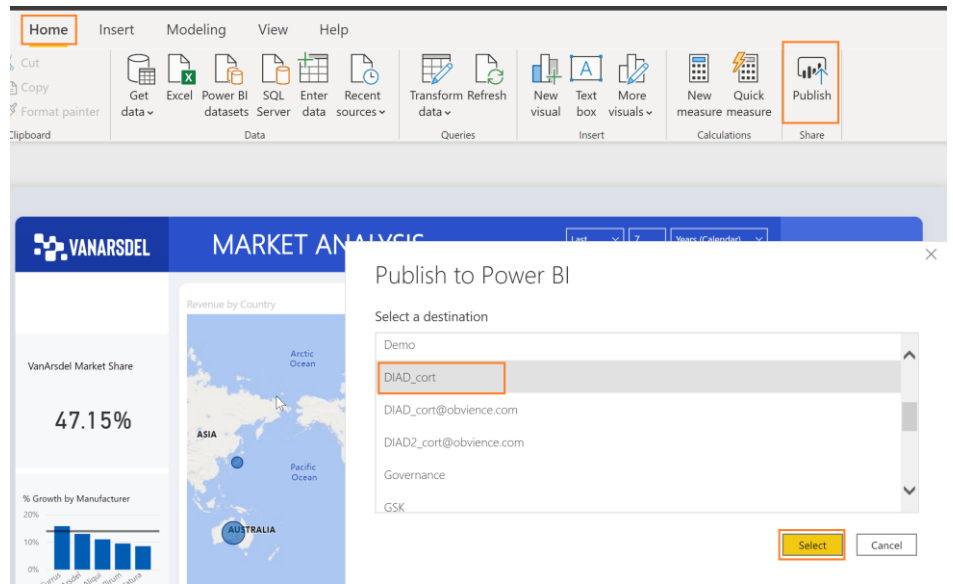 Home Insert Modeling View Help
Cut
Copy
Format painter
Clipboard
Get data
Excel
Power BI datasets
SQL Server
Enter data
Recent sources
Data
Transform data
Refresh
Queries
New visual
Text box
More visuals
Insert
New measure
Quick measure
Calculations
Publish
Share
VANARSDEL
MARKET ANALYSIS
Last 7 Years (Calendar)
Publish to Power BI
Select a destination
Demo
DIAD_cort
DIAD_cort@obvience.com
DIAD2_cort@obvience.com
Governance
GSK
Select Cancel
Revenue by Country
Arctic
Ocean
ASIA
Pacific
Ocean
AUSTRALIA
VanArsdel Market Share
47.15%
% Growth by Manufacturer
20%
10%
0%
Aliqui